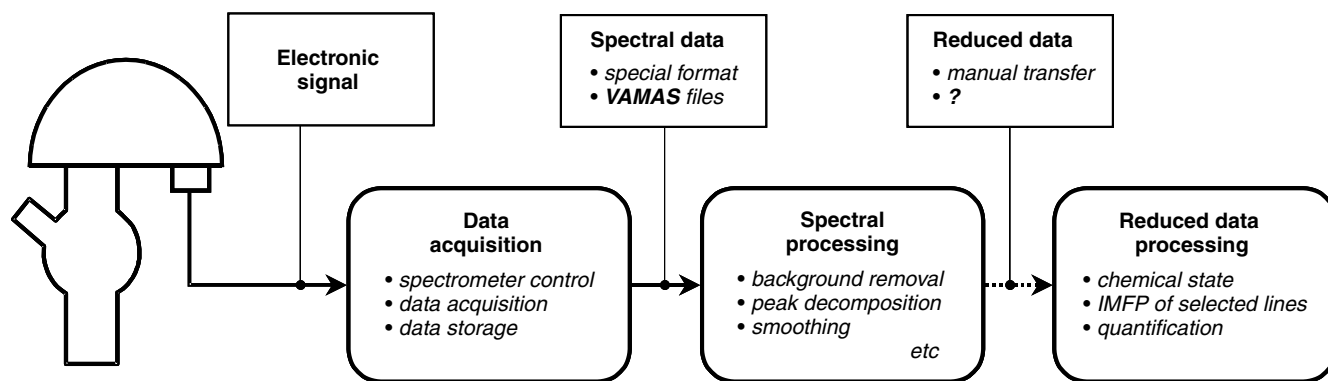 Electronic
signal
Spectral data
• special format
• VAMAS files
Reduced data
• manual transfer
• ?
Data
acquisition
• spectrometer control
• data acquisition
• data storage
Spectral
processing
• background removal
• peak decomposition
• smoothing
etc
Reduced data
processing
• chemical state
• IMFP of selected lines
• quantification